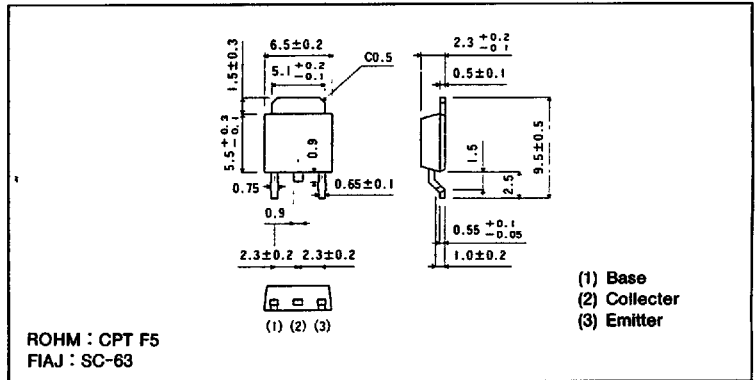 6.5±0.2
5.1 +0.2 -0.1
C0.5
1.5±0.3
5.5 +0.3 -0.1
0.9
0.75
0.65±0.1
0.9
2.3±0.2 2.3±0.2
(1) (2) (3)
2.3 +0.2 -0.1
0.5±0.1
1.5
2.5
9.5±0.5
0.55 +0.1 -0.05
1.0±0.2
(1) Base
(2) Collecter
(3) Emitter
ROHM : CPT F5
FIAJ : SC-63